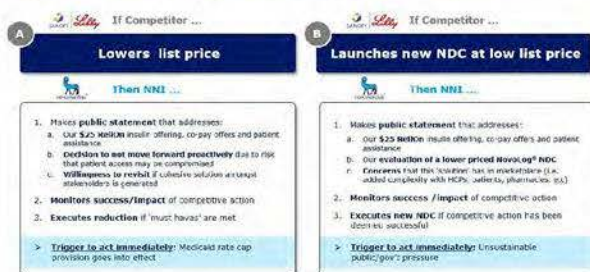 SANOFI Lilly If Competitor ...
A
Lowers list price
Then NNI ...
1. Makes public statement that addresses:
a. Our $25 ReliOn insulin offering, co-pay offers and patient
assistance
b. Decision to not move forward proactively due to risk
that patient access may be compromised
c. Willingness to revisit if cohesive solution amongst
stakeholders is generated
2. Monitors success/impact of competitive action
3. Executes reduction if 'must haves' are met
> Trigger to act immediately: Medicaid rate cap
provision goes into effect
SANOFI Lilly If Competitor ...
B
Launches new NDC at low list price
Then NNI ...
1. Makes public statement that addresses:
a. Our $25 ReliOn insulin offering, co-pay offers and patient
assistance
b. Our evaluation of a lower priced NovoLog® NDC
c. Concerns that this 'solution' has in marketplace (i.e.
added complexity with HCPs, patients, pharmacies, etc)
2. Monitors success /impact of competitive action
3. Executes new NDC if competitive action has been
deemed successful
> Trigger to act immediately: Unsustainable
public/gov't pressure